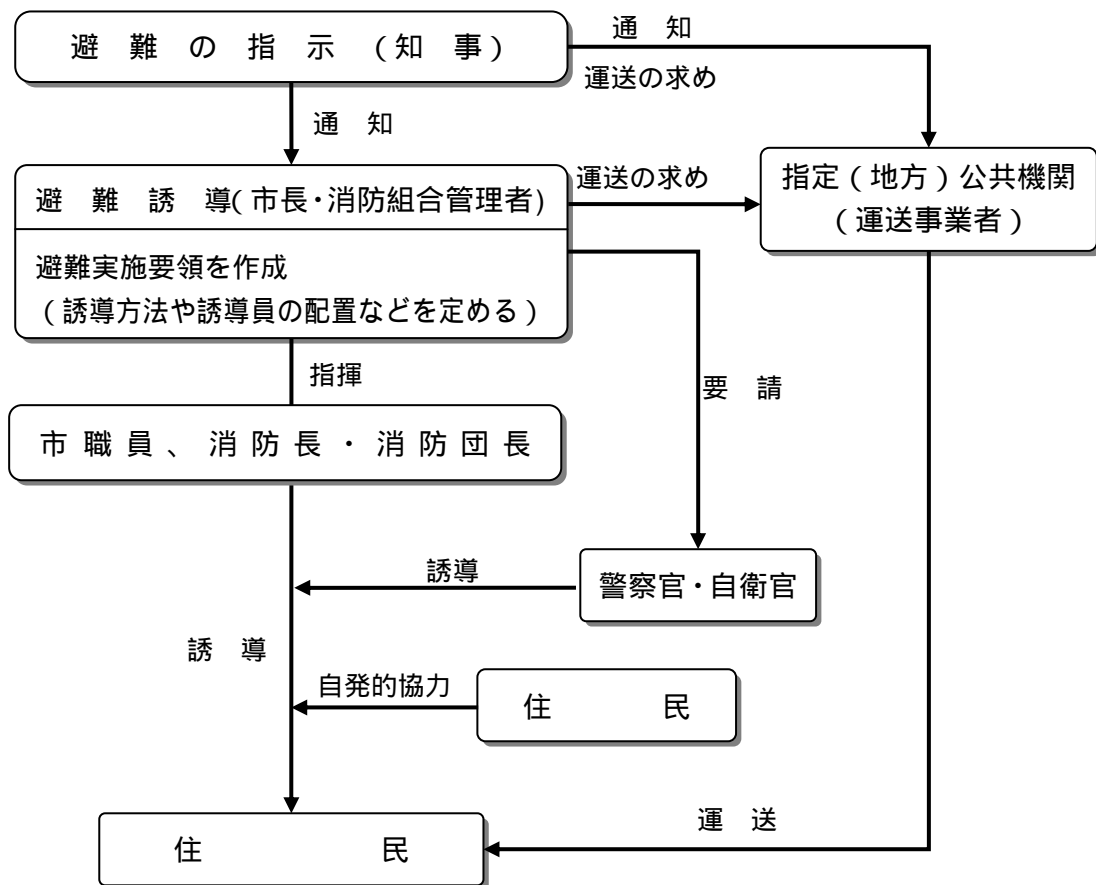 避難の指示(知事)
通知
運送の求め
通知
避難誘導(市長・消防組合管理者)
運送の求め
指定(地方)公共機関
(運送事業者)
避難実施要領を作成
(誘導方法や誘導員の配置などを定める)
指揮
要請
市職員、消防長・消防団長
誘導
警察官・自衛官
誘導
自発的協力
住民
運送
住民